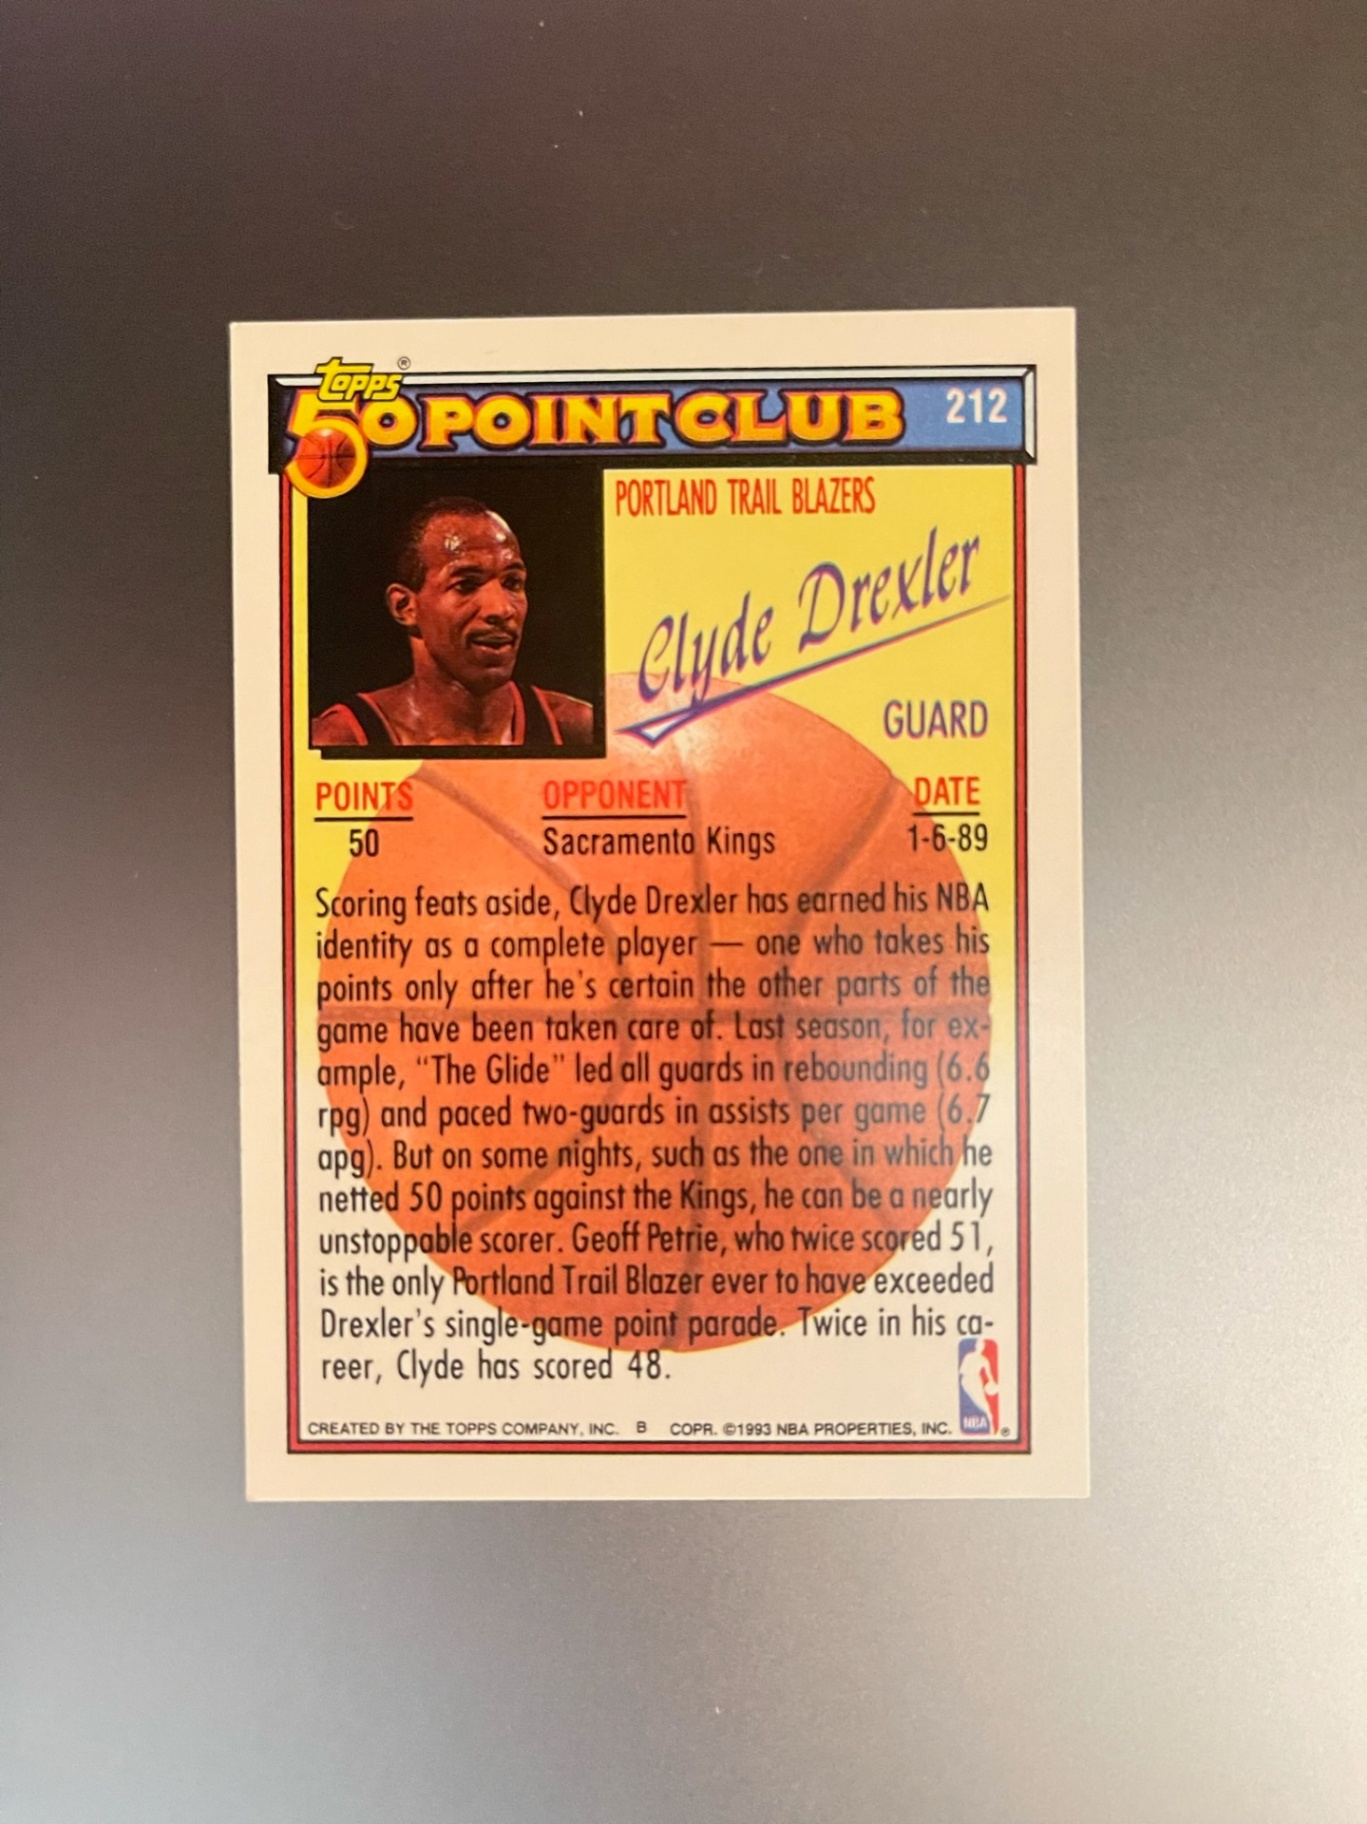 topps ®
50 POINT CLUB 212
PORTLAND TRAIL BLAZERS
Clyde Drexler
GUARD
POINTS OPPONENT DATE
50 Sacramento Kings 1-6-89
Scoring feats aside, Clyde Drexler has earned his NBA
identity as a complete player — one who takes his
points only after he's certain the other parts of the
game have been taken care of. Last season, for ex-
ample, “The Glide” led all guards in rebounding (6.6
rpg) and paced two-guards in assists per game (6.7
apg). But on some nights, such as the one in which he
netted 50 points against the Kings, he can be a nearly
unstoppable scorer. Geoff Petrie, who twice scored 51,
is the only Portland Trail Blazer ever to have exceeded
Drexler's single-game point parade. Twice in his ca-
reer, Clyde has scored 48.
NBA ®
CREATED BY THE TOPPS COMPANY, INC. B COPR. ©1993 NBA PROPERTIES, INC.